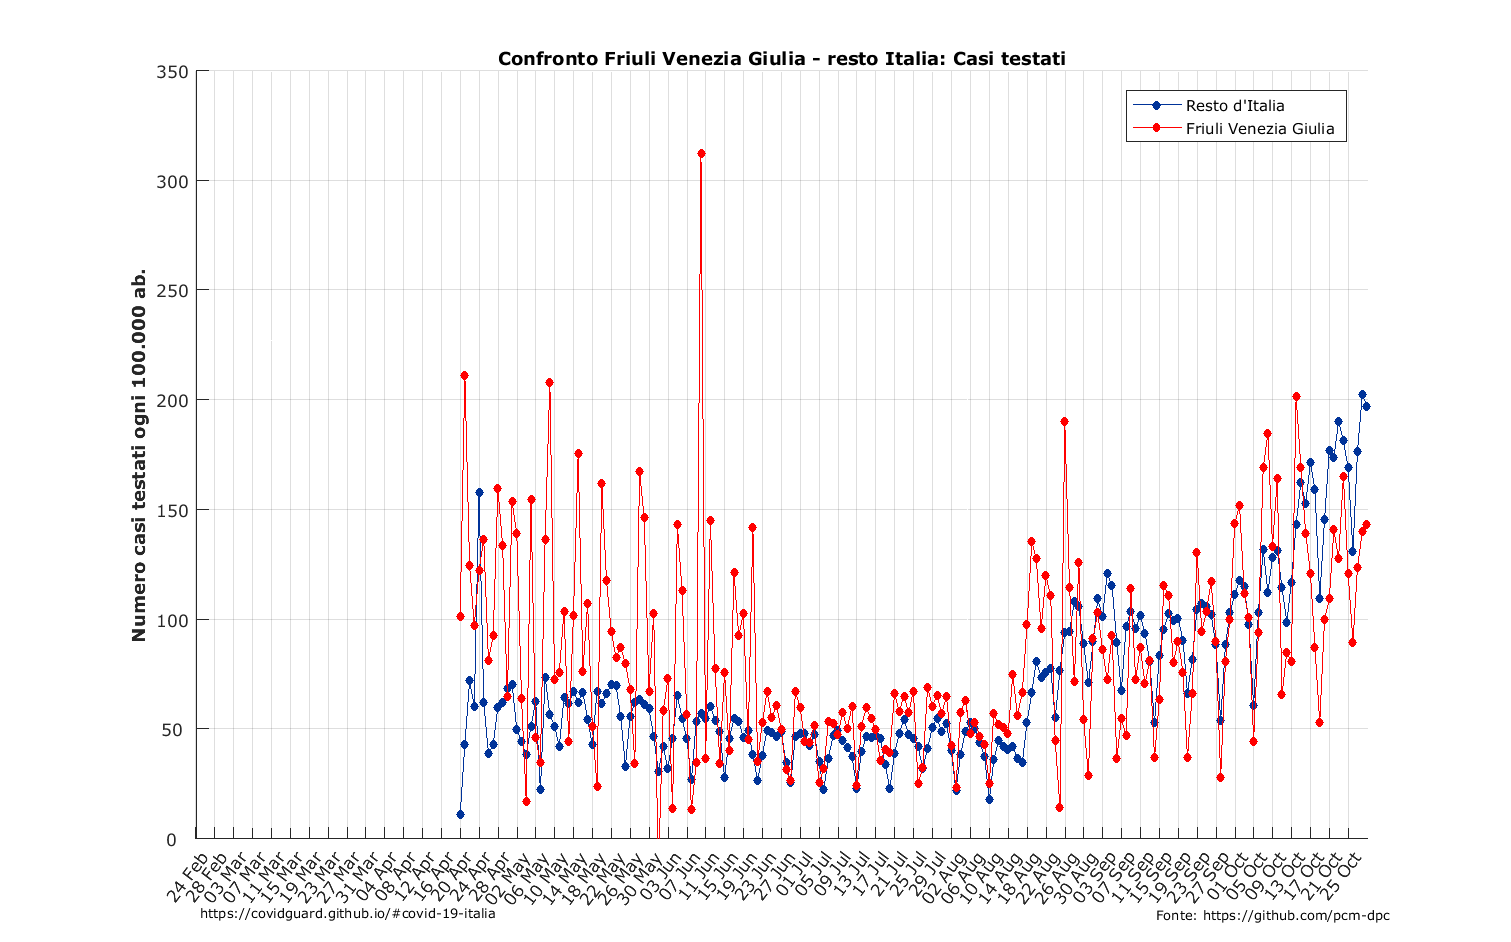 Confronto Friuli Venezia Giulia - resto Italia: Casi testati
Resto d'Italia
Friuli Venezia Giulia
Numero casi testati ogni 100.000 ab.
350
300
250
200
150
100
50
0
24 Feb
28 Feb
03 Mar
07 Mar
11 Mar
15 Mar
19 Mar
23 Mar
27 Mar
31 Mar
04 Apr
08 Apr
12 Apr
16 Apr
20 Apr
24 Apr
28 Apr
02 May
06 May
10 May
14 May
18 May
22 May
26 May
30 May
03 Jun
07 Jun
11 Jun
15 Jun
19 Jun
23 Jun
27 Jun
01 Jul
05 Jul
09 Jul
13 Jul
17 Jul
21 Jul
25 Jul
29 Jul
02 Aug
06 Aug
10 Aug
14 Aug
18 Aug
22 Aug
26 Aug
30 Aug
03 Sep
07 Sep
11 Sep
15 Sep
19 Sep
23 Sep
27 Sep
01 Oct
05 Oct
09 Oct
13 Oct
17 Oct
21 Oct
25 Oct
https://covidguard.github.io/#covid-19-italia
Fonte: https://github.com/pcm-dpc